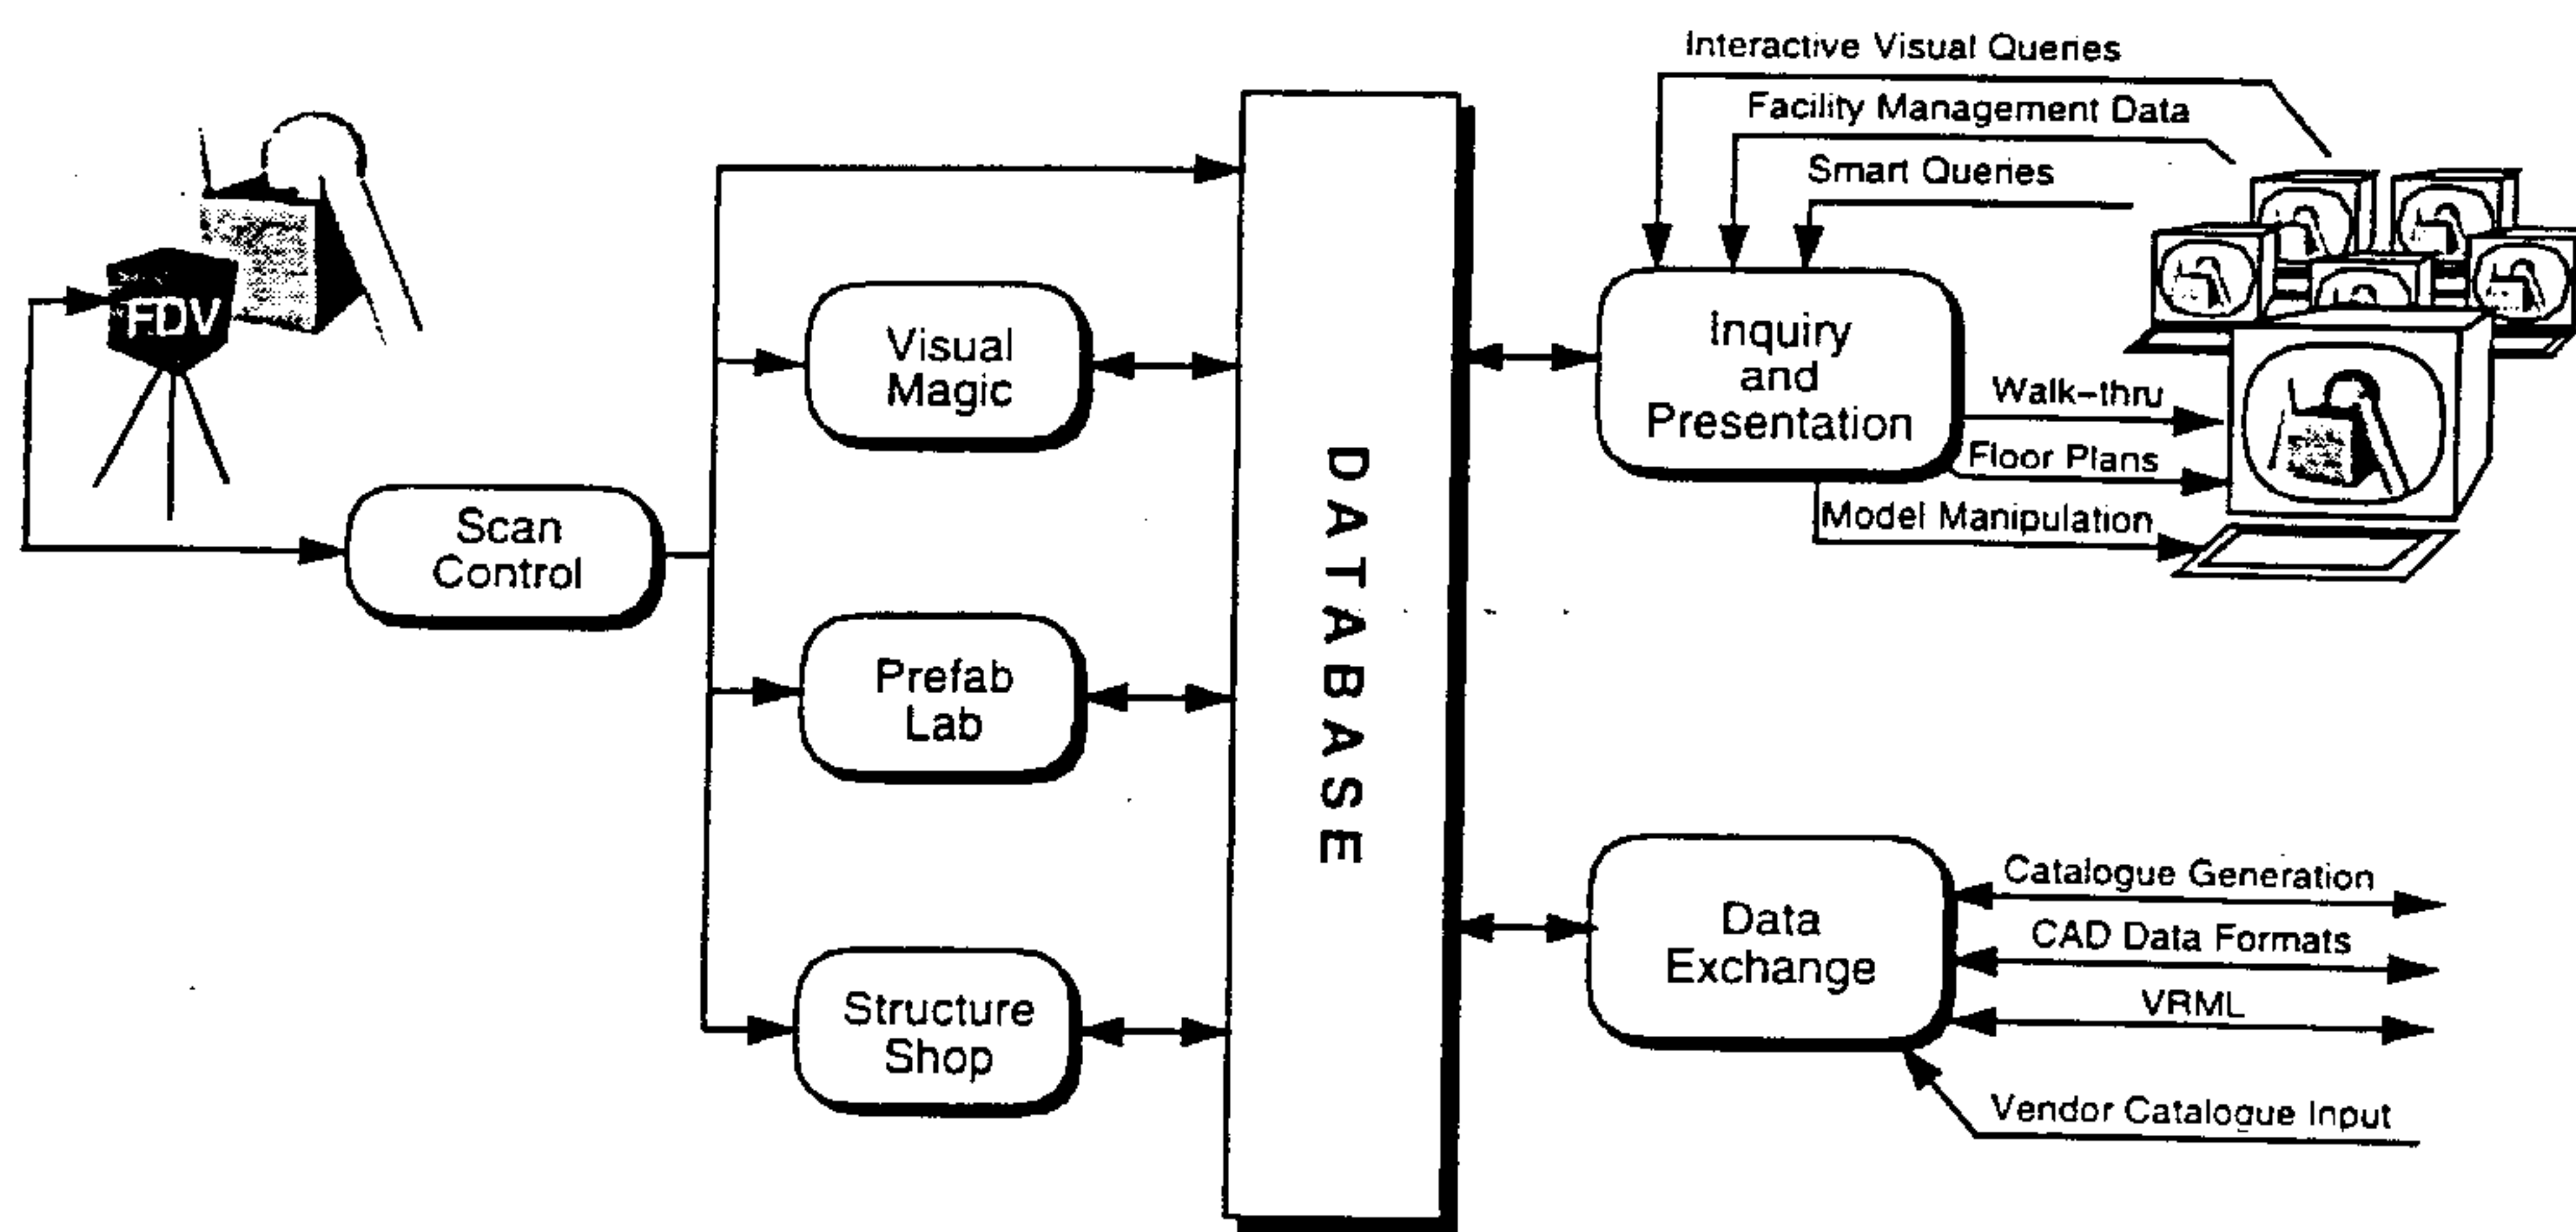 Interactive Visual Queries
Facility Management Data
Smart Queries
FDV
Visual
Magic
Inquiry
and
Presentation
Walk-thru
Floor Plans
Model Manipulation
Scan
Control
DATABASE
Prefab
Lab
Structure
Shop
Data
Exchange
Catalogue Generation
CAD Data Formats
VRML
Vendor Catalogue Input